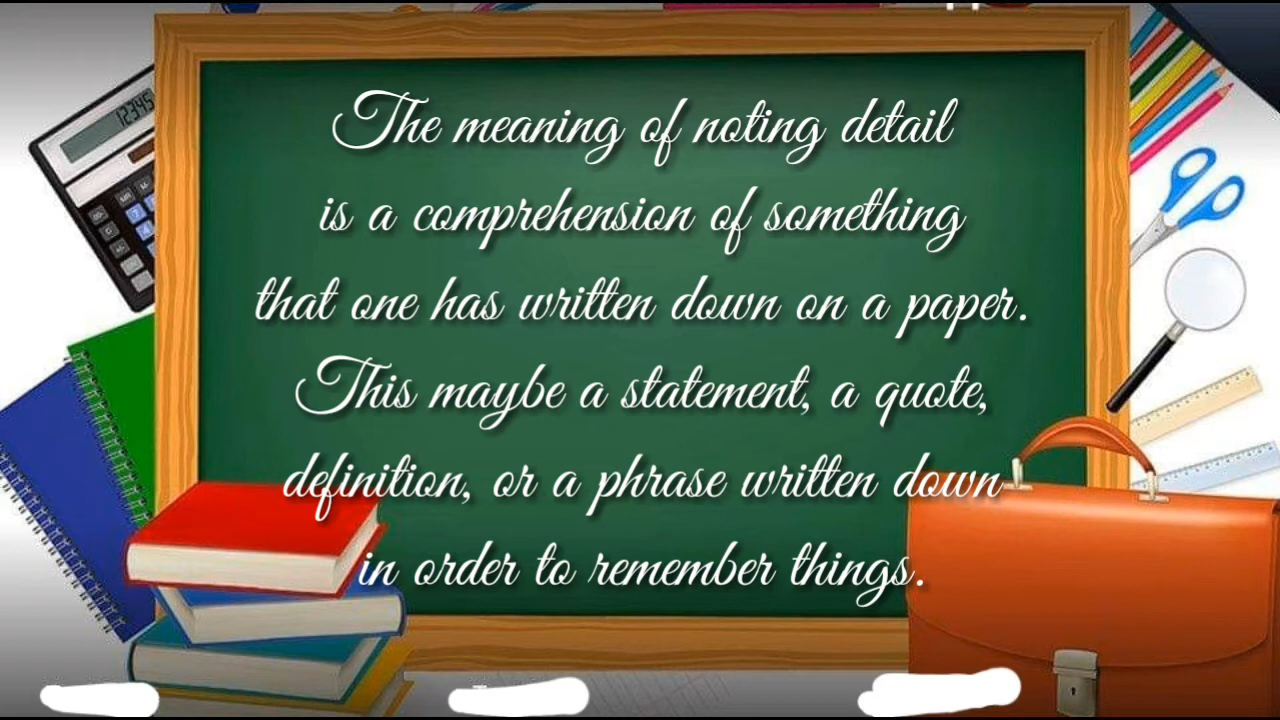 The meaning of noting detail
is a comprehension of something
that one has written down on a paper.
This maybe a statement, a quote,
definition, or a phrase written down
in order to remember things.
12345